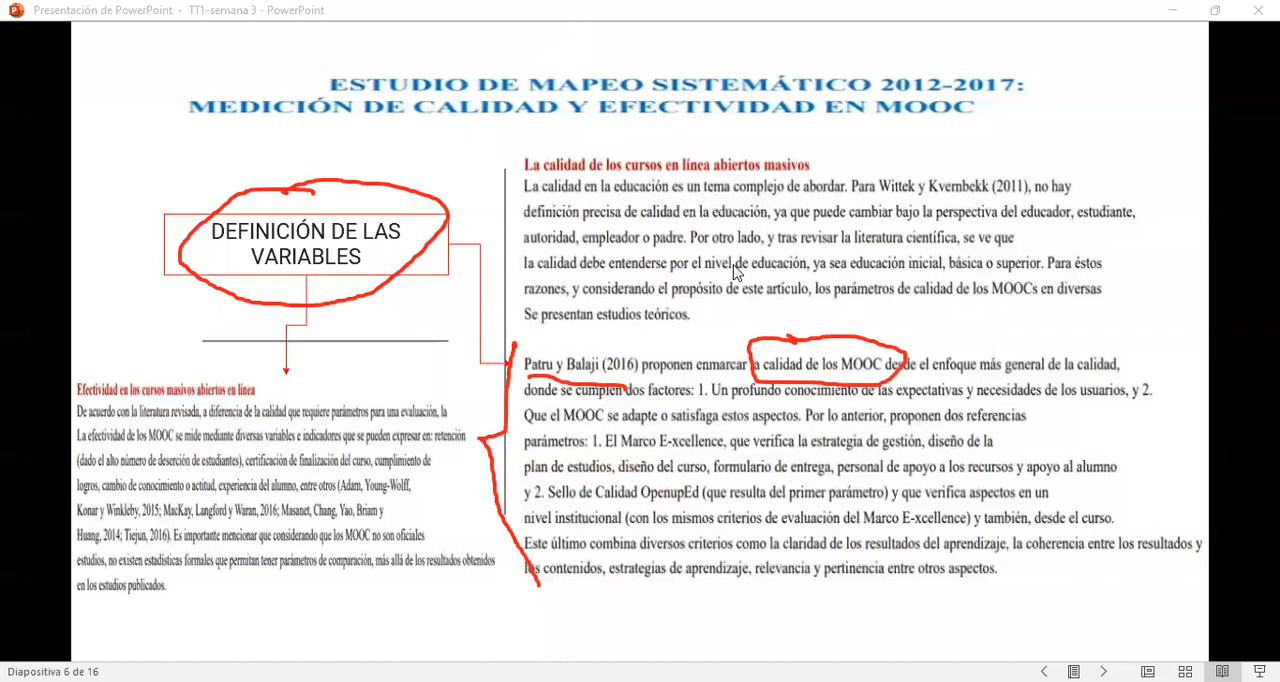 Presentación de PowerPoint - TT1-semana 3 - PowerPoint
ESTUDIO DE MAPEO SISTEMÁTICO 2012-2017:
MEDICIÓN DE CALIDAD Y EFECTIVIDAD EN MOOC
DEFINICIÓN DE LAS
VARIABLES
Efectividad en los cursos masivos abiertos en línea
De acuerdo con la literatura revisada, a diferencia de la calidad que requiere parámetros para una evaluación, la
La efectividad de los MOOC se mide mediante diversas variables e indicadores que se pueden expresar en: retención
(dado el alto número de deserción de estudiantes), certificación de finalización del curso, cumplimiento de
logros, cambio de conocimiento o actitud, experiencia del alumno, entre otros (Adam, Young-Wolff,
Konar y Winkleby, 2015; MacKay, Langford y Waran, 2016; Masanet, Chang, Yao, Briam y
Huang, 2014; Tiejun, 2016). Es importante mencionar que considerando que los MOOC no son oficiales
estudios, no existen estadísticas formales que permitan tener parámetros de comparación, más allá de los resultados obtenidos
en los estudios publicados.
La calidad de los cursos en línea abiertos masivos
La calidad en la educación es un tema complejo de abordar. Para Wittek y Kvernbekk (2011), no hay
definición precisa de calidad en la educación, ya que puede cambiar bajo la perspectiva del educador, estudiante,
autoridad, empleador o padre. Por otro lado, y tras revisar la literatura científica, se ve que
la calidad debe entenderse por el nivel de educación, ya sea educación inicial, básica o superior. Para éstos
razones, y considerando el propósito de este artículo, los parámetros de calidad de los MOOCs en diversas
Se presentan estudios teóricos.
Patru y Balaji (2016) proponen enmarcar la calidad de los MOOC desde el enfoque más general de la calidad,
donde se cumplen dos factores: 1. Un profundo conocimiento de las expectativas y necesidades de los usuarios, y 2.
Que el MOOC se adapte o satisfaga estos aspectos. Por lo anterior, proponen dos referencias
parámetros: 1. El Marco E-xcellence, que verifica la estrategia de gestión, diseño de la
plan de estudios, diseño del curso, formulario de entrega, personal de apoyo a los recursos y apoyo al alumno
y 2. Sello de Calidad OpenupEd (que resulta del primer parámetro) y que verifica aspectos en un
nivel institucional (con los mismos criterios de evaluación del Marco E-xcellence) y también, desde el curso.
Este último combina diversos criterios como la claridad de los resultados del aprendizaje, la coherencia entre los resultados y
los contenidos, estrategias de aprendizaje, relevancia y pertinencia entre otros aspectos.
Diapositiva 6 de 16